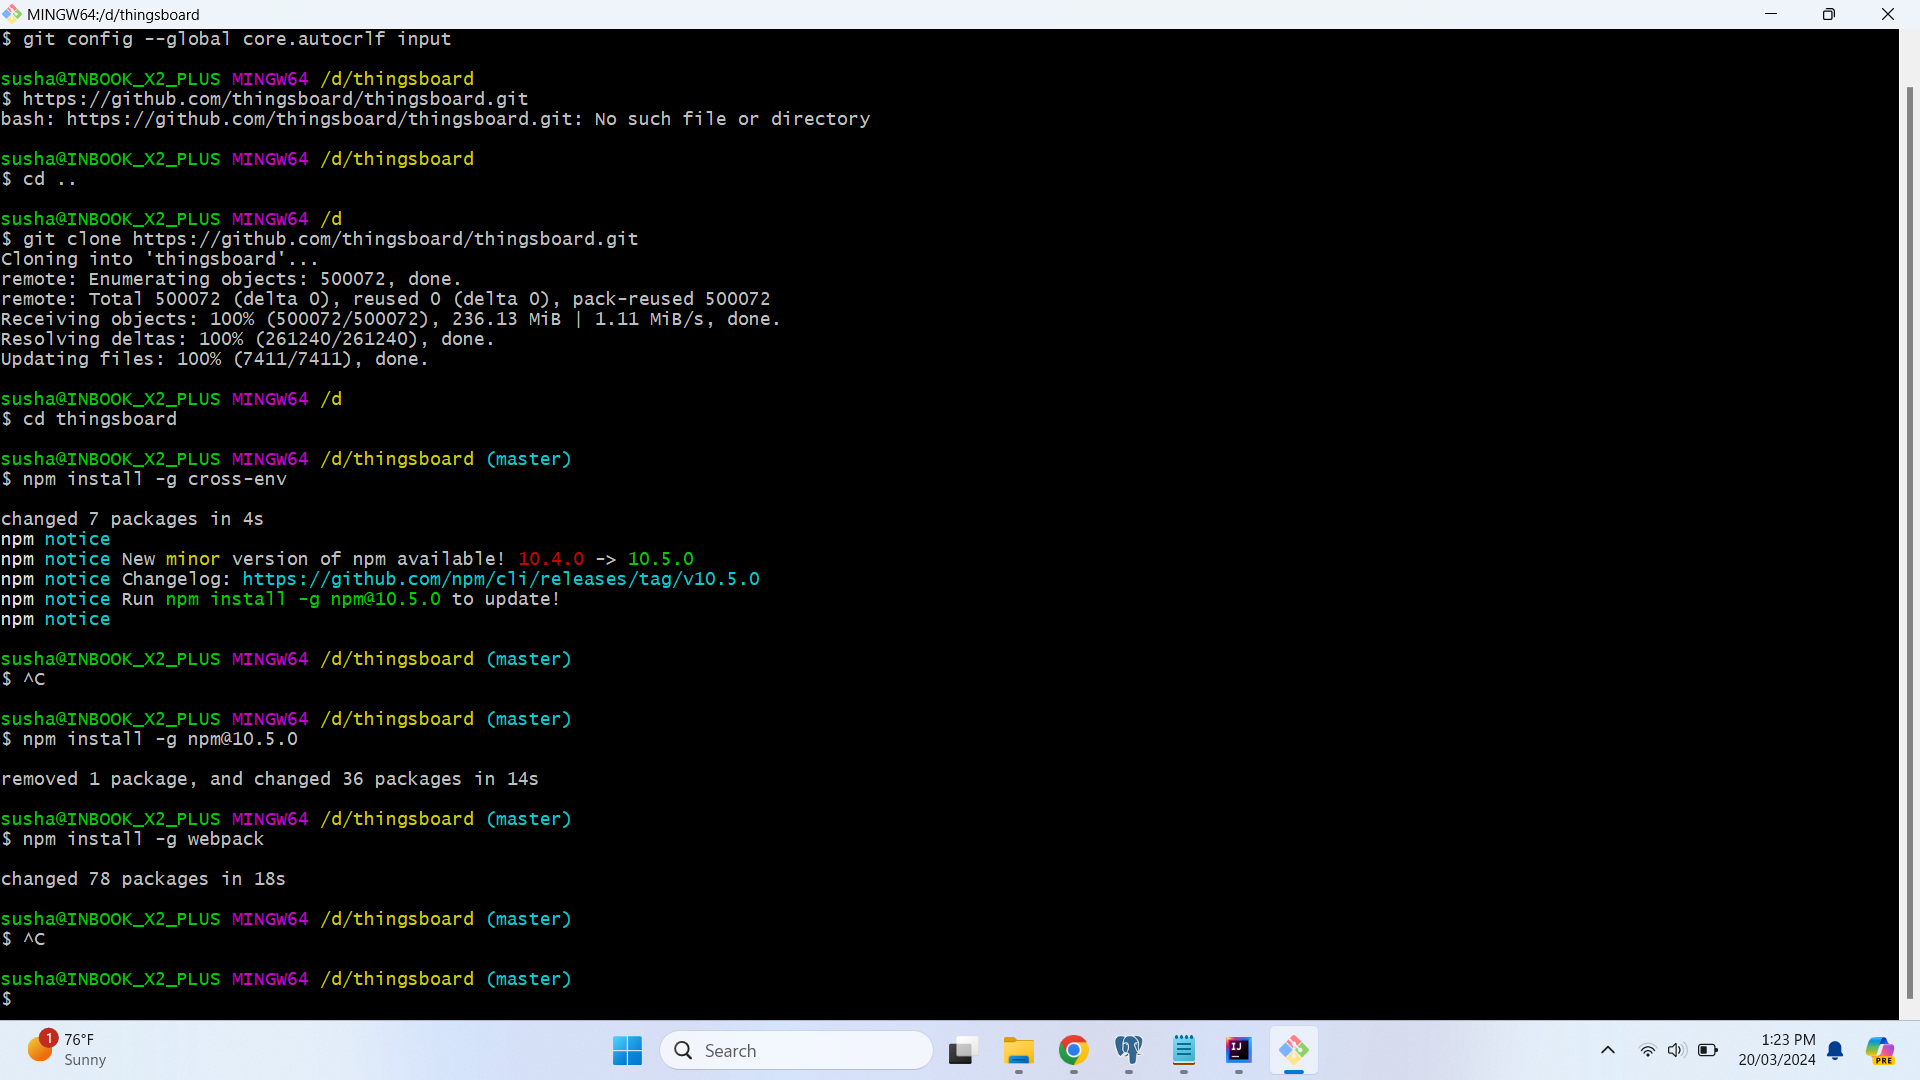 MINGW64:/d/thingsboard
$ git config --global core.autocrlf input
susha@INBOOK_X2_PLUS MINGW64 /d/thingsboard
$ https://github.com/thingsboard/thingsboard.git
bash: https://github.com/thingsboard/thingsboard.git: No such file or directory
susha@INBOOK_X2_PLUS MINGW64 /d/thingsboard
$ cd ..
susha@INBOOK_X2_PLUS MINGW64 /d
$ git clone https://github.com/thingsboard/thingsboard.git
Cloning into 'thingsboard'...
remote: Enumerating objects: 500072, done.
remote: Total 500072 (delta 0), reused 0 (delta 0), pack-reused 500072
Receiving objects: 100% (500072/500072), 236.13 MiB | 1.11 MiB/s, done.
Resolving deltas: 100% (261240/261240), done.
Updating files: 100% (7411/7411), done.
susha@INBOOK_X2_PLUS MINGW64 /d
$ cd thingsboard
susha@INBOOK_X2_PLUS MINGW64 /d/thingsboard (master)
$ npm install -g cross-env
changed 7 packages in 4s
npm notice
npm notice New minor version of npm available! 10.4.0 -> 10.5.0
npm notice Changelog: https://github.com/npm/cli/releases/tag/v10.5.0
npm notice Run npm install -g npm@10.5.0 to update!
npm notice
susha@INBOOK_X2_PLUS MINGW64 /d/thingsboard (master)
$ ^C
susha@INBOOK_X2_PLUS MINGW64 /d/thingsboard (master)
$ npm install -g npm@10.5.0
removed 1 package, and changed 36 packages in 14s
susha@INBOOK_X2_PLUS MINGW64 /d/thingsboard (master)
$ npm install -g webpack
changed 78 packages in 18s
susha@INBOOK_X2_PLUS MINGW64 /d/thingsboard (master)
$ ^C
susha@INBOOK_X2_PLUS MINGW64 /d/thingsboard (master)
$
1
76°F
Sunny
Search
IJ
1:23 PM
20/03/2024
PRE